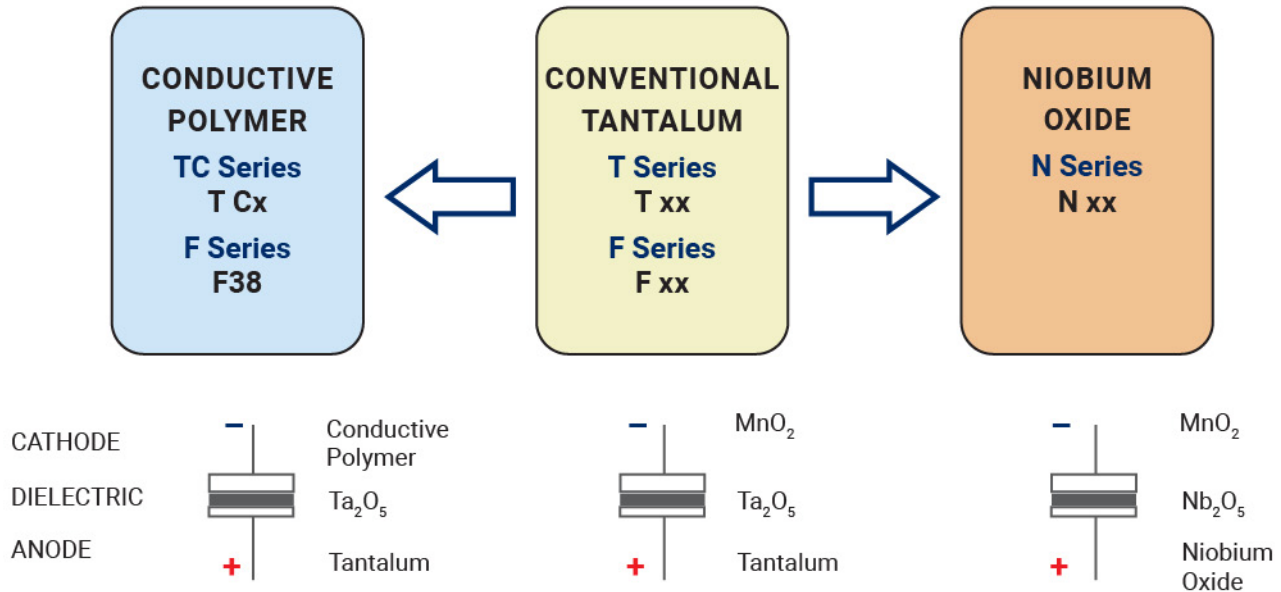 CONDUCTIVE
POLYMER
TC Series
T Cx
F Series
F38
CONVENTIONAL
TANTALUM
T Series
T xx
F Series
F xx
NIOBIUM
OXIDE
N Series
N xx
CATHODE
DIELECTRIC
ANODE
−
Conductive
Polymer
Ta₂O₅
+
Tantalum
−
MnO₂
Ta₂O₅
+
Tantalum
−
MnO₂
Nb₂O₅
+
Niobium
Oxide